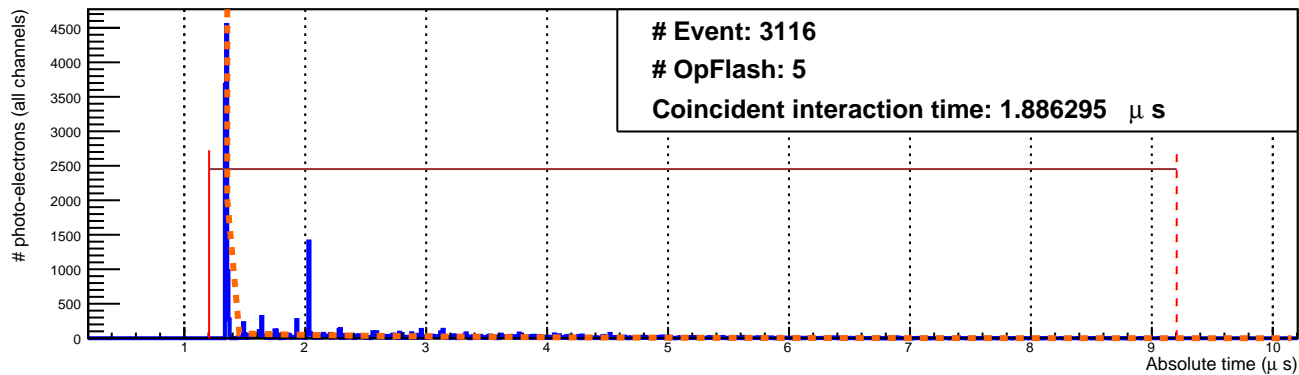 # Event: 3116
# OpFlash: 5
Coincident interaction time: 1.886295 μ s
# photo-electrons (all channels)
4500
4000
3500
3000
2500
2000
1500
1000
500
0
1 2 3 4 5 6 7 8 9 10
Absolute time (μ s)